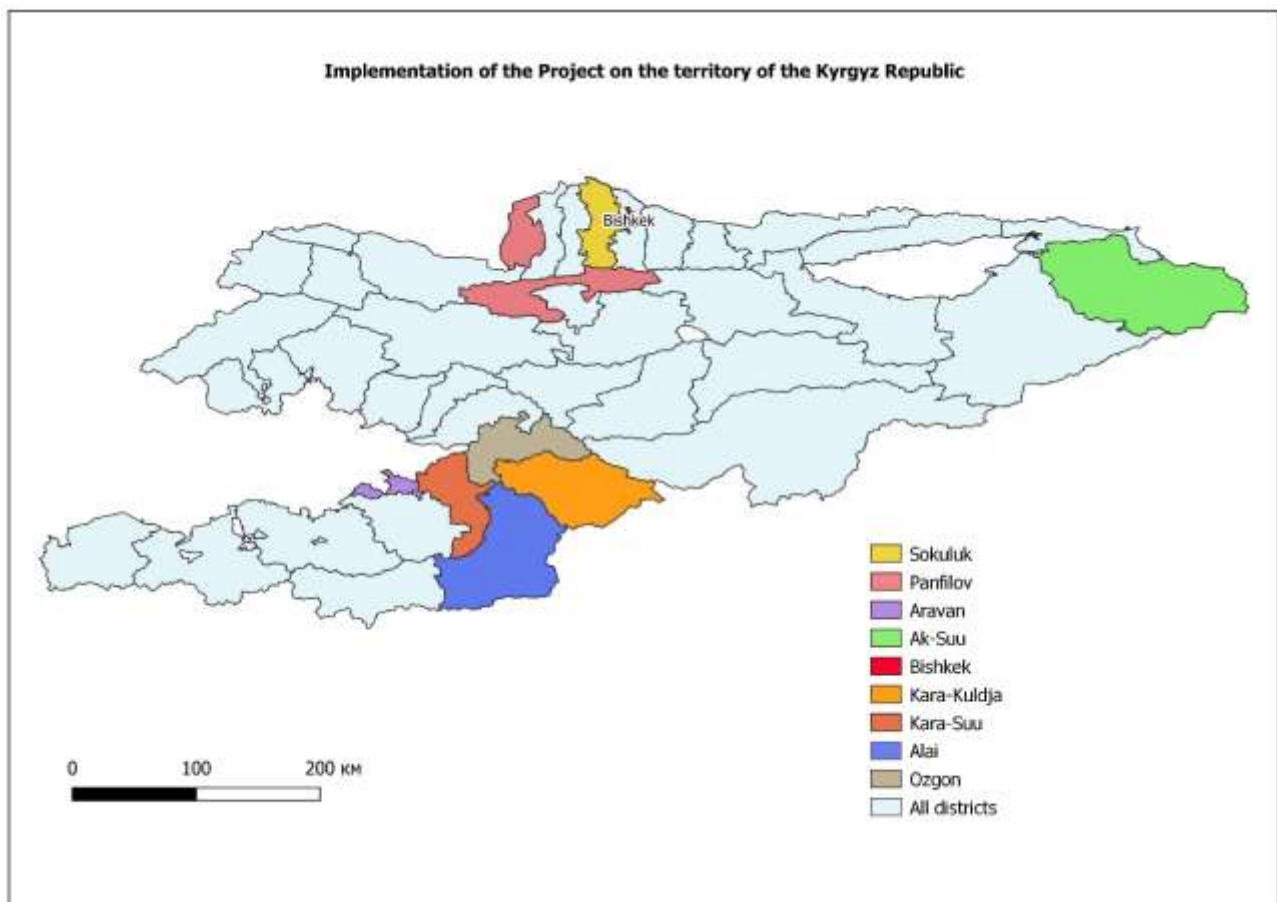 Implementation of the Project on the territory of the Kyrgyz Republic
Bishkek
Sokuluk
Panfilov
Aravan
Ak-Suu
Bishkek
Kara-Kuldja
Kara-Suu
Alai
Ozgon
All districts
0 100 200 км